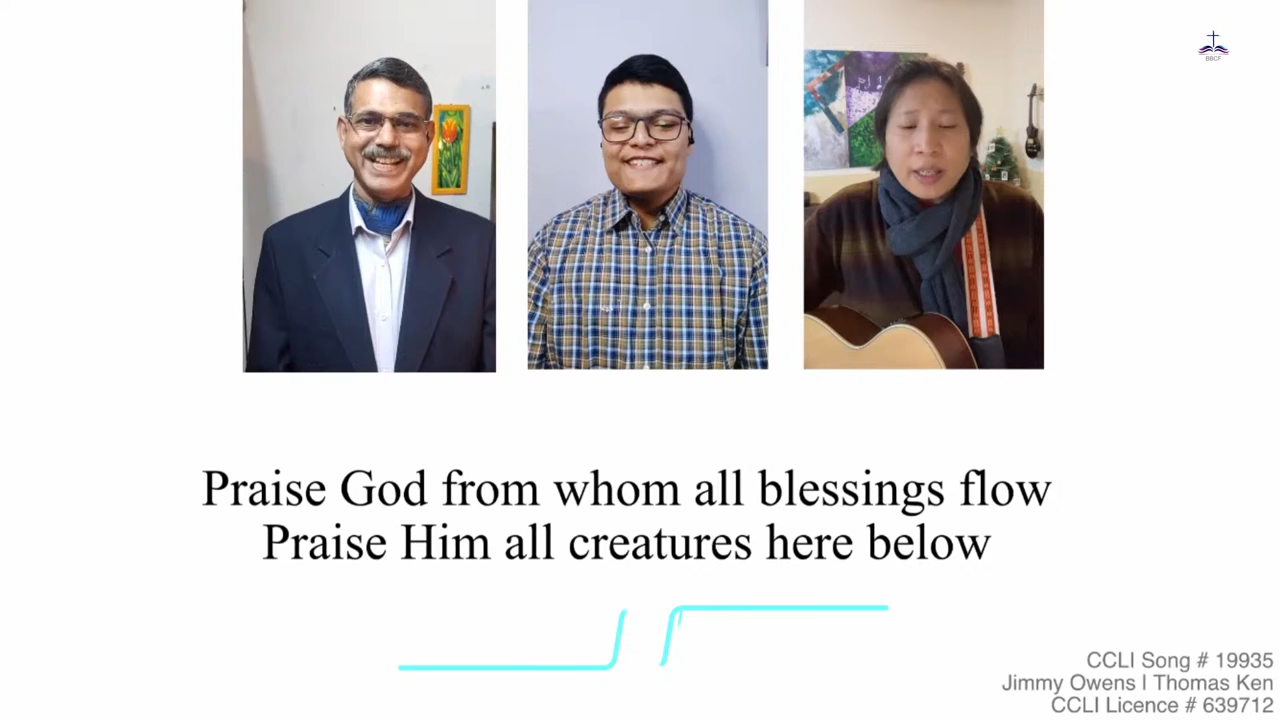 BBCF
Praise God from whom all blessings flow
Praise Him all creatures here below
CCLI Song # 19935
Jimmy Owens I Thomas Ken
CCLI Licence # 639712